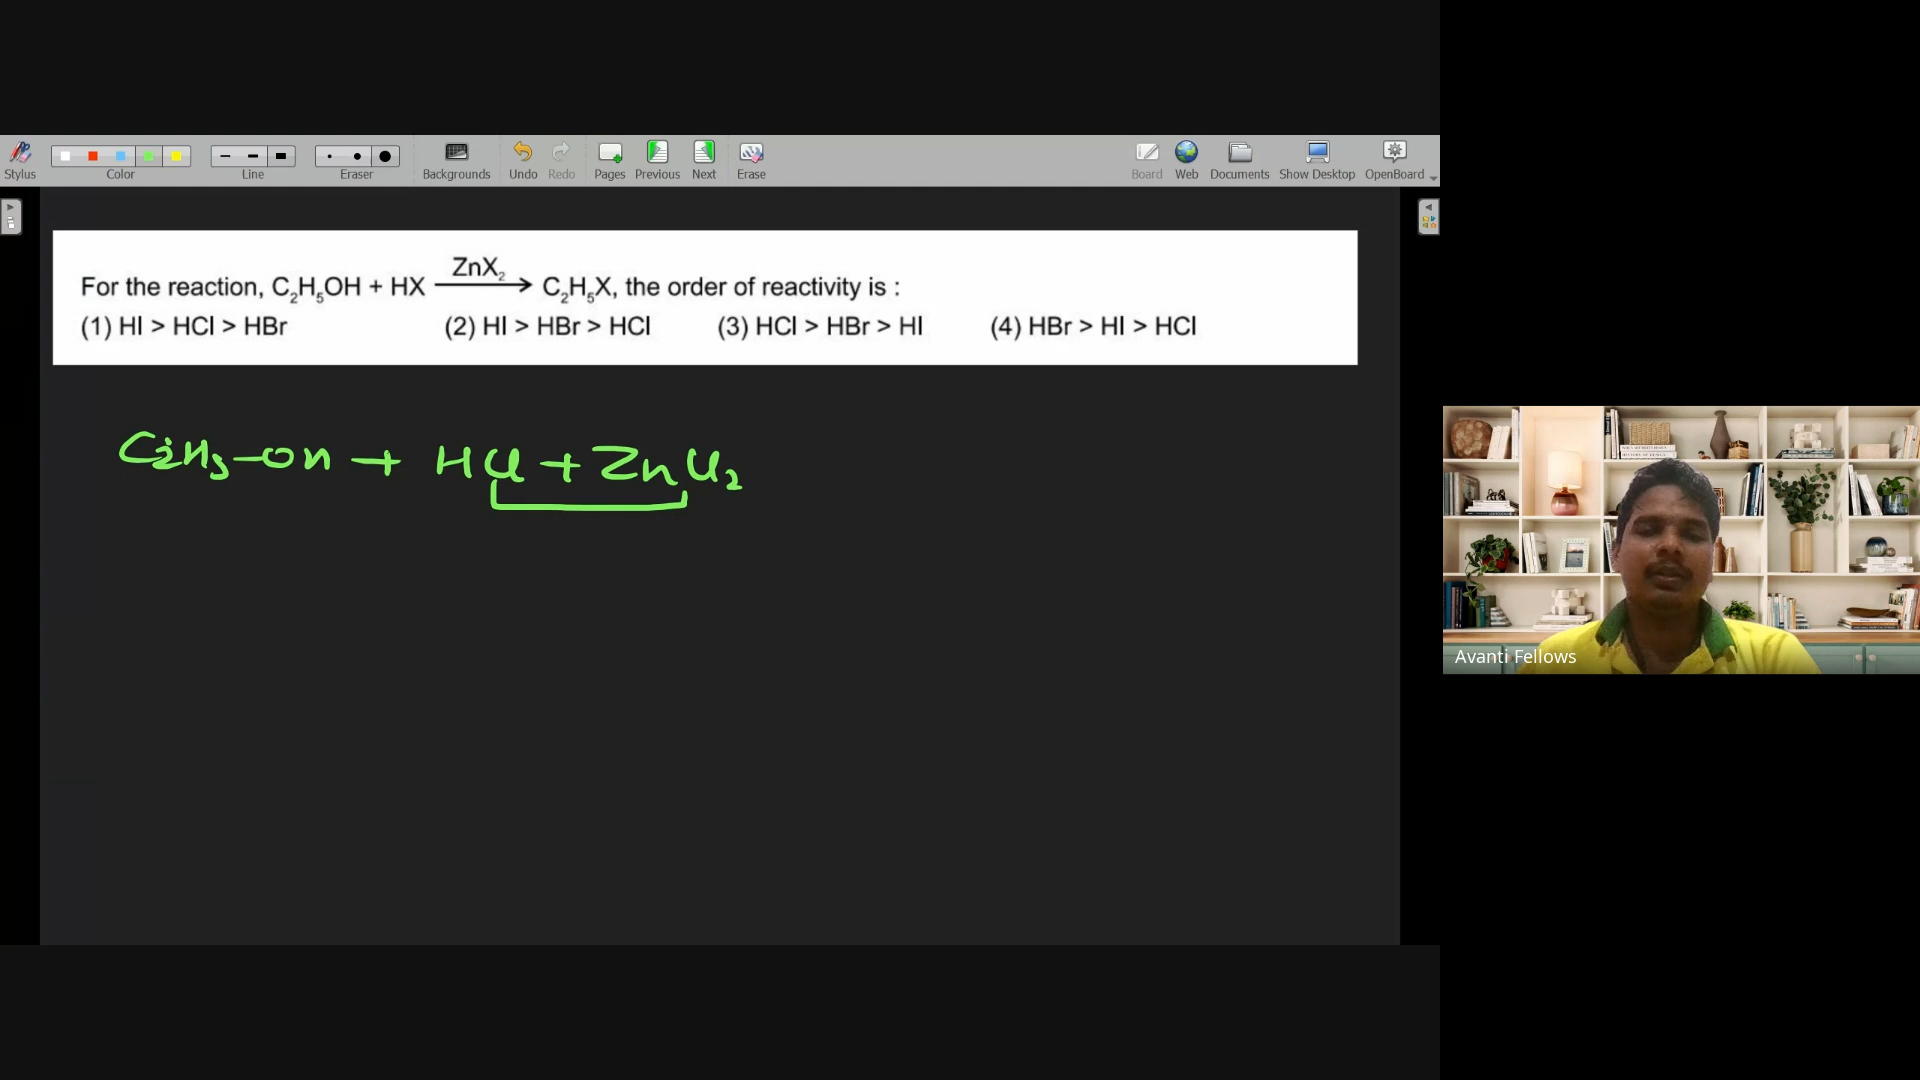 Stylus Color Line Eraser Backgrounds Undo Redo Pages Previous Next Erase Board Web Documents Show Desktop OpenBoard
For the reaction, C₂H₅OH + HX —ZnX₂→ C₂H₅X, the order of reactivity is :
(1) HI > HCl > HBr (2) HI > HBr > HCl (3) HCl > HBr > HI (4) HBr > HI > HCl
C₂H₅-OH + HCl + ZnCl₂
Avanti Fellows